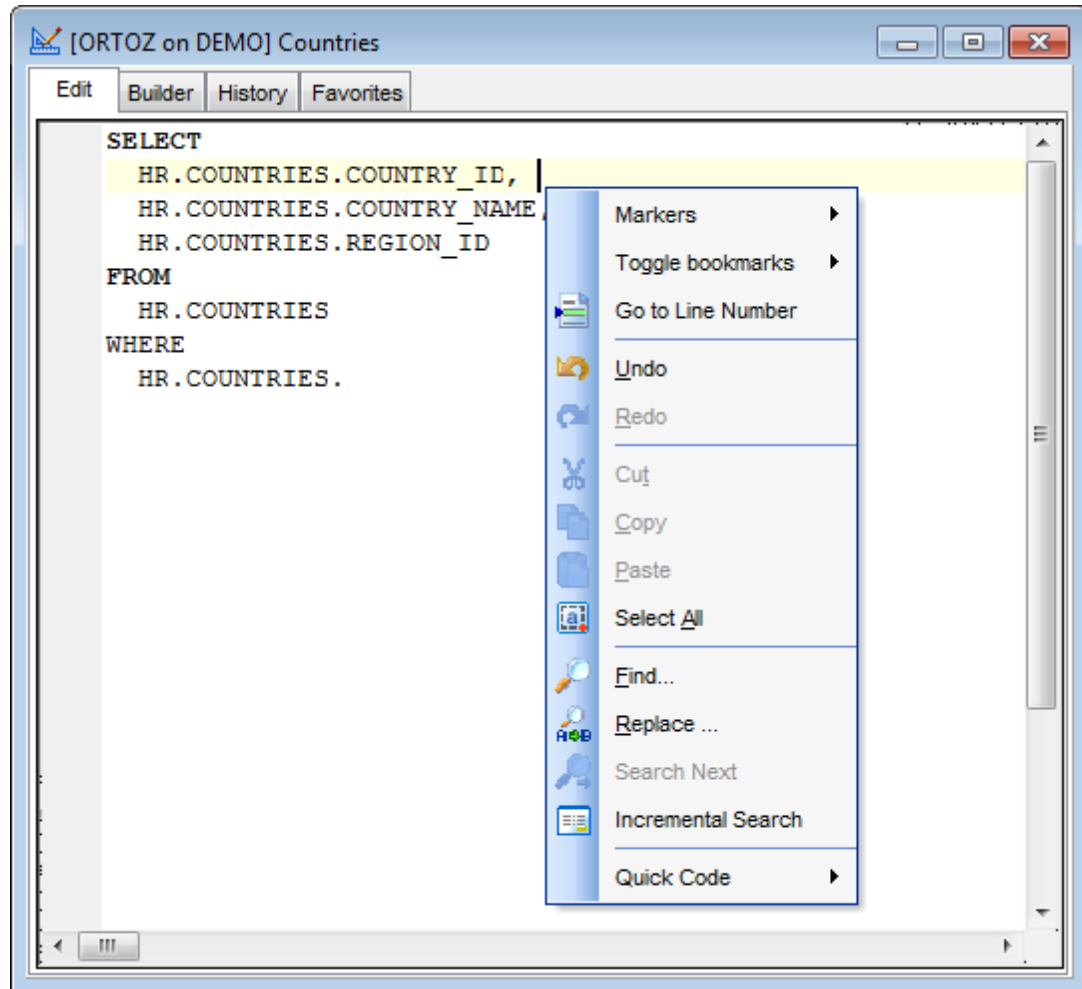 [ORTOZ on DEMO] Countries
Edit Builder History Favorites
SELECT
HR.COUNTRIES.COUNTRY_ID,
HR.COUNTRIES.COUNTRY_NAME,
HR.COUNTRIES.REGION_ID
FROM
HR.COUNTRIES
WHERE
HR.COUNTRIES.
Markers
Toggle bookmarks
Go to Line Number
Undo
Redo
Cut
Copy
Paste
Select All
Find...
Replace ...
Search Next
Incremental Search
Quick Code